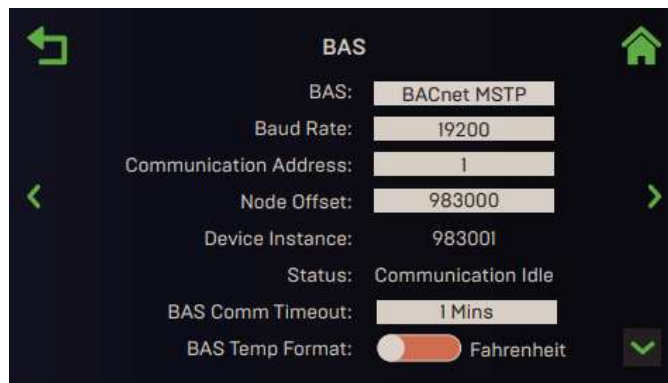 BAS
BAS: BACnet MSTP
Baud Rate: 19200
Communication Address: 1
Node Offset: 983000
Device Instance: 983001
Status: Communication Idle
BAS Comm Timeout: 1 Mins
BAS Temp Format: Fahrenheit